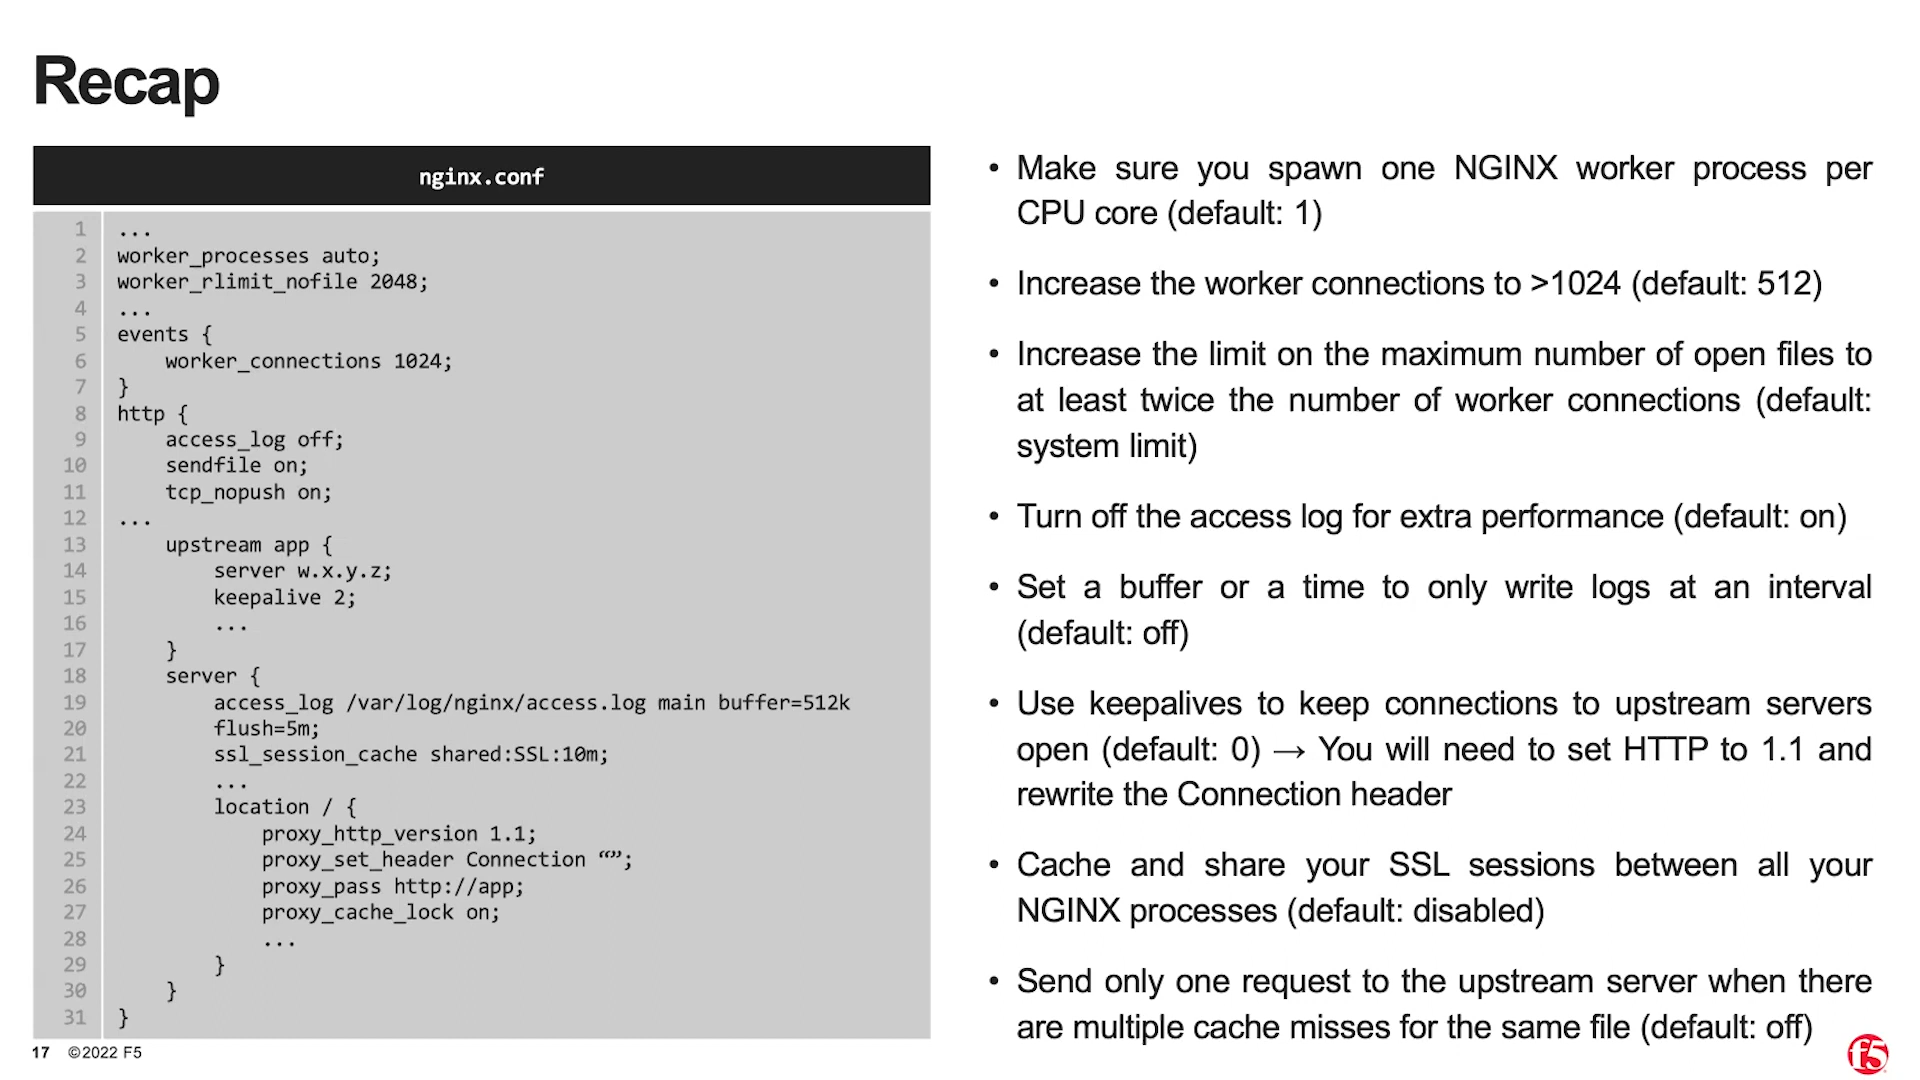 Recap
nginx.conf
1 ...
2 worker_processes auto;
3 worker_rlimit_nofile 2048;
4 ...
5 events {
6     worker_connections 1024;
7 }
8 http {
9     access_log off;
10     sendfile on;
11     tcp_nopush on;
12 ...
13     upstream app {
14         server w.x.y.z;
15         keepalive 2;
16         ...
17     }
18     server {
19         access_log /var/log/nginx/access.log main buffer=512k
20         flush=5m;
21         ssl_session_cache shared:SSL:10m;
22         ...
23         location / {
24             proxy_http_version 1.1;
25             proxy_set_header Connection “”;
26             proxy_pass http://app;
27             proxy_cache_lock on;
28             ...
29         }
30     }
31 }
• Make sure you spawn one NGINX worker process per
CPU core (default: 1)
• Increase the worker connections to >1024 (default: 512)
• Increase the limit on the maximum number of open files to
at least twice the number of worker connections (default:
system limit)
• Turn off the access log for extra performance (default: on)
• Set a buffer or a time to only write logs at an interval
(default: off)
• Use keepalives to keep connections to upstream servers
open (default: 0) → You will need to set HTTP to 1.1 and
rewrite the Connection header
• Cache and share your SSL sessions between all your
NGINX processes (default: disabled)
• Send only one request to the upstream server when there
are multiple cache misses for the same file (default: off)
17 ©2022 F5
f5